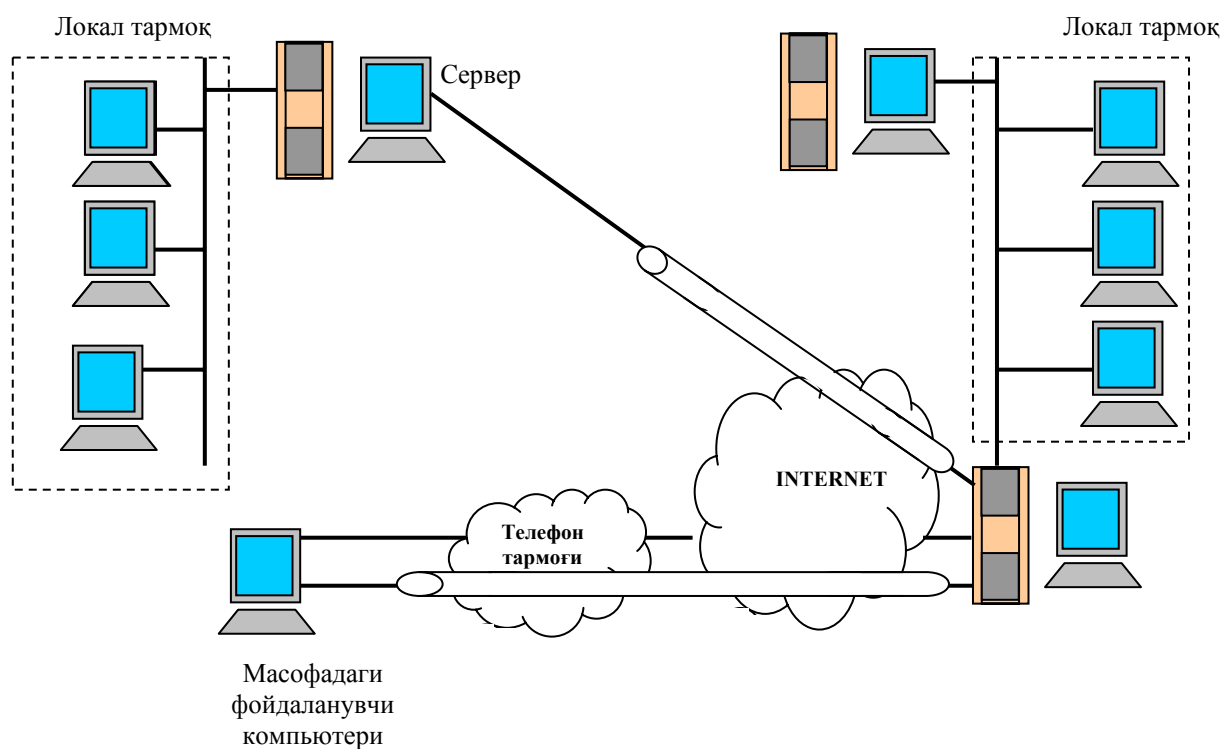 Локал тармоқ
Локал тармоқ
Сервер
INTERNET
Телефон
тармоғи
Масофадаги
фойдаланувчи
компьютери